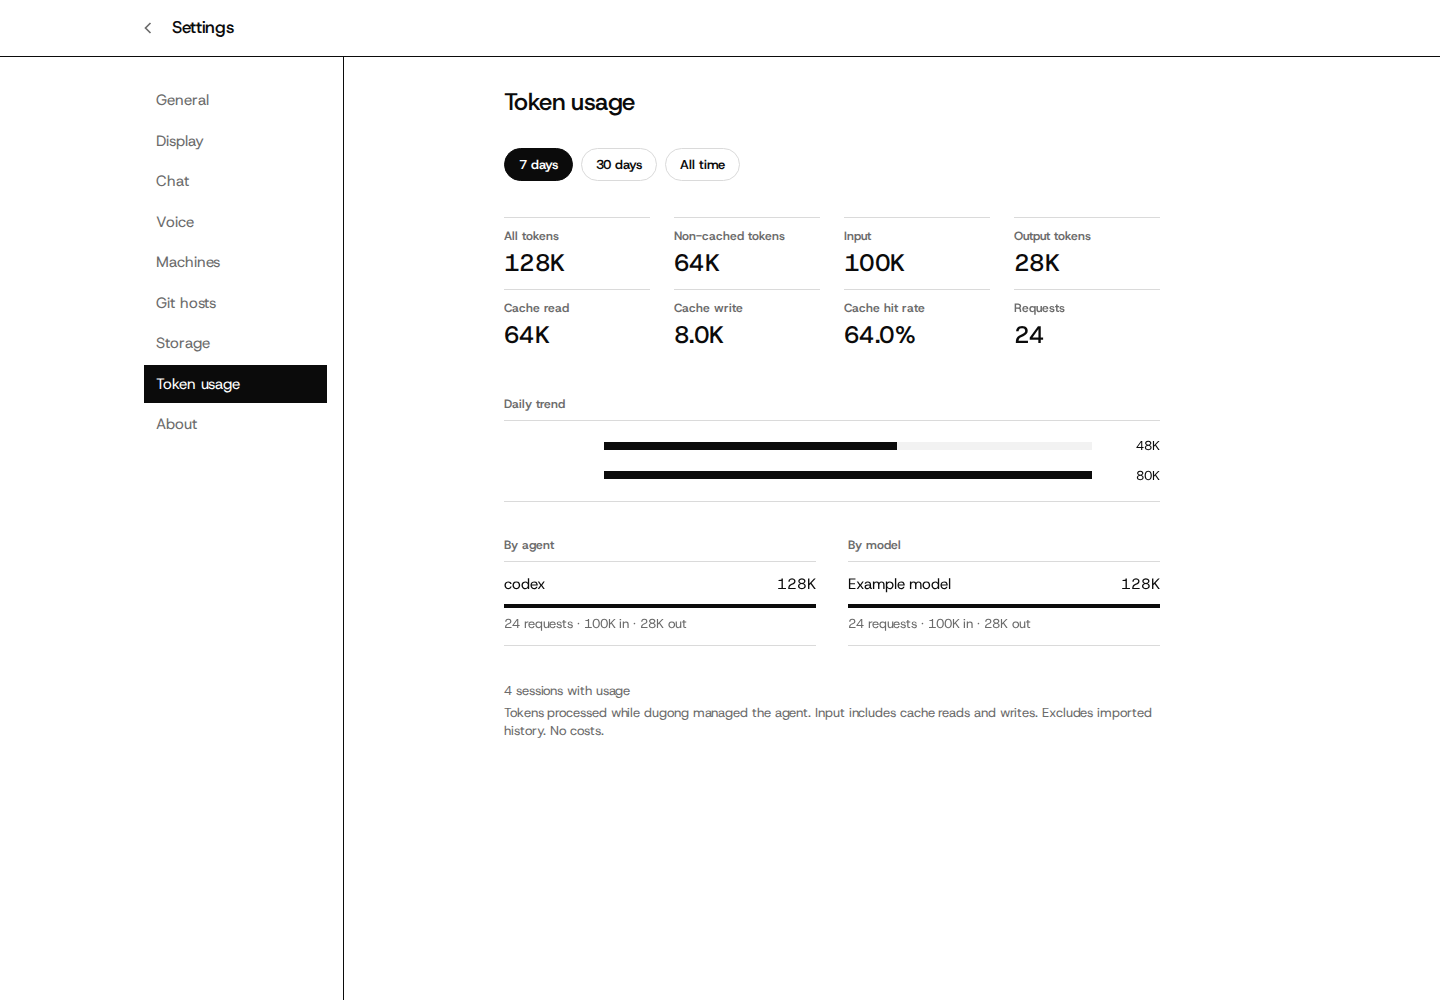 Settings
General
Display
Chat
Voice
Machines
Git hosts
Storage
Token usage
About
Token usage
7 days
30 days
All time
All tokens
128K
Non-cached tokens
64K
Input
100K
Output tokens
28K
Cache read
64K
Cache write
8.0K
Cache hit rate
64.0%
Requests
24
Daily trend
48K
80K
By agent
codex 128K
24 requests · 100K in · 28K out
By model
Example model 128K
24 requests · 100K in · 28K out
4 sessions with usage
Tokens processed while dugong managed the agent. Input includes cache reads and writes. Excludes imported
history. No costs.